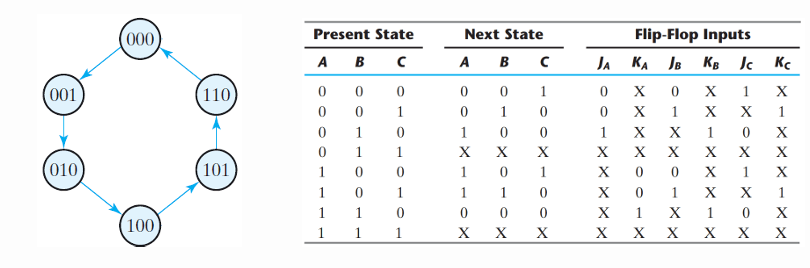 000
001
110
010
101
100
Present State Next State Flip-Flop Inputs
A B C A B C J_A K_A J_B K_B J_C K_C
0 0 0 0 0 1 0 X 0 X 1 X
0 0 1 0 1 0 0 X 1 X X 1
0 1 0 1 0 0 1 X X 1 0 X
0 1 1 X X X X X X X X X
1 0 0 1 0 1 X 0 0 X 1 X
1 0 1 1 1 0 X 0 1 X X 1
1 1 0 0 0 0 X 1 X 1 0 X
1 1 1 X X X X X X X X X